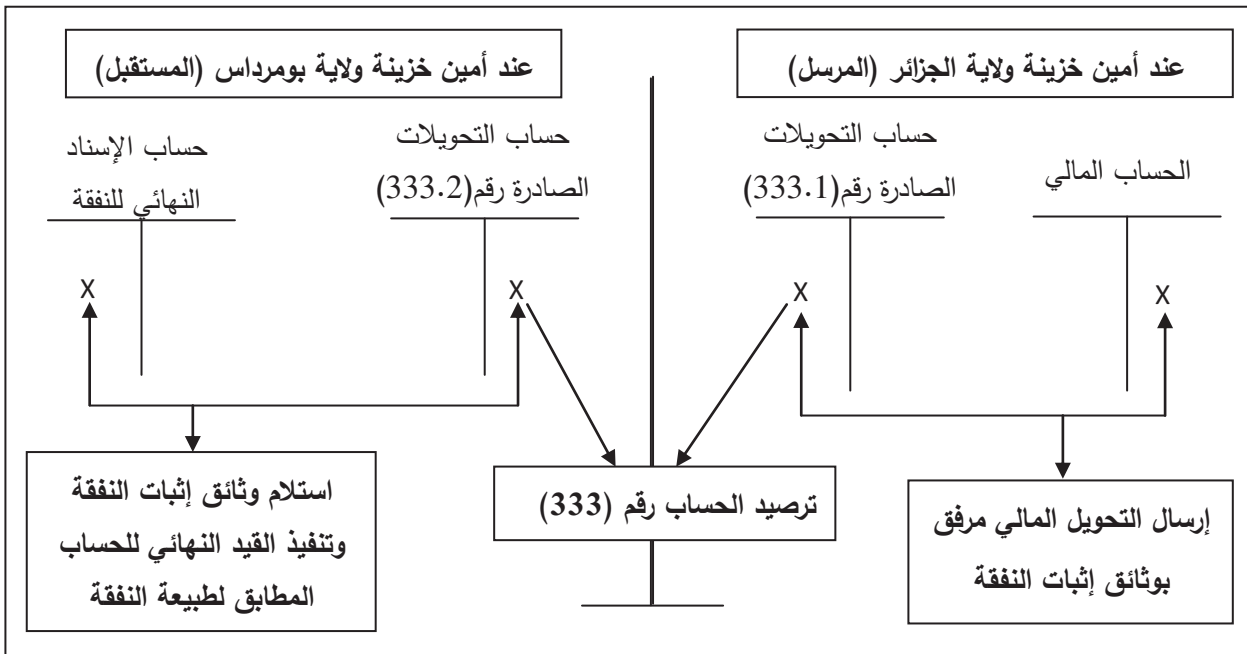 عند أمين خزينة ولاية الجزائر (المرسل)
عند أمين خزينة ولاية بومرداس (المستقبل)
الحساب المالي
حساب التحويلات
الصادرة رقم(333.1)
حساب التحويلات
الصادرة رقم(333.2)
حساب الإسناد
النهائي للنفقة
X
X
X
X
إرسال التحويل المالي مرفق
بوثائق إثبات النفقة
ترصيد الحساب رقم (333)
استلام وثائق إثبات النفقة
وتنفيذ القيد النهائي للحساب
المطابق لطبيعة النفقة